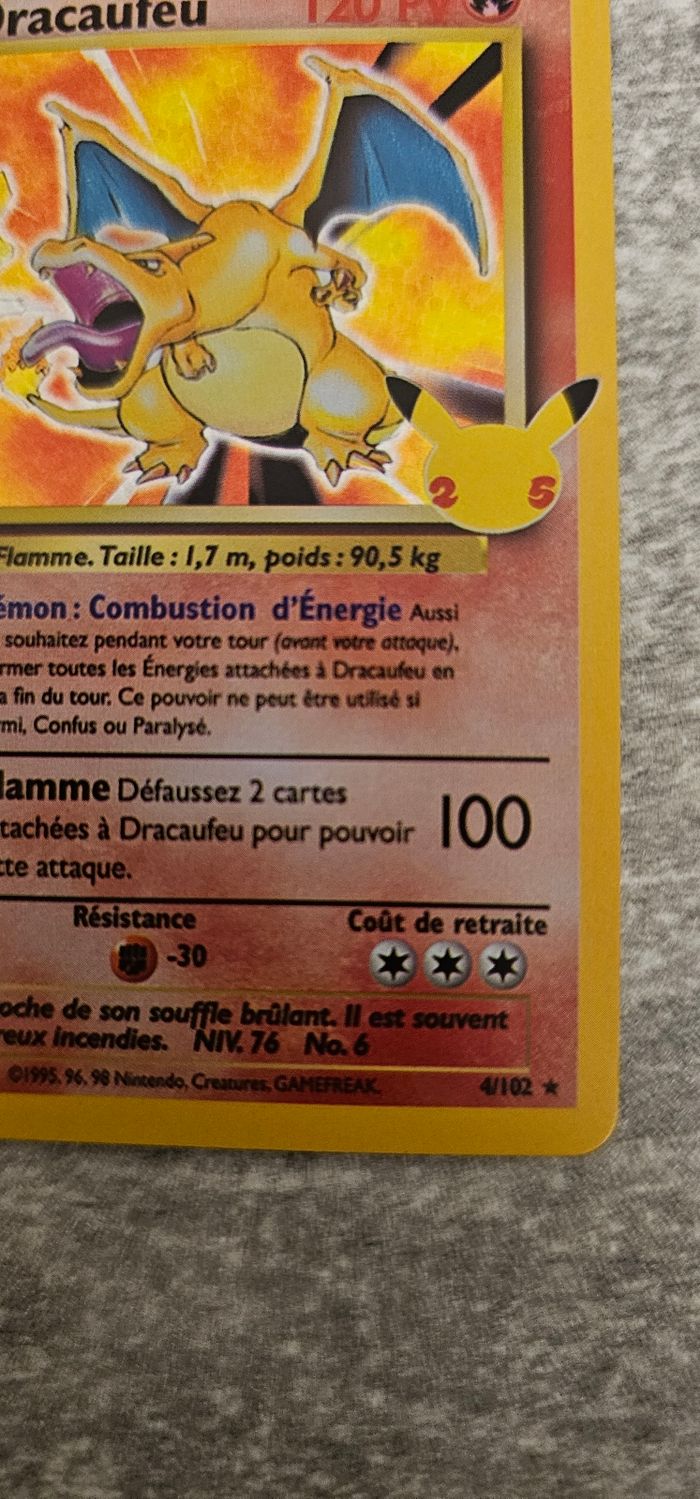 Dracaufeu 120 PV
2 5
Flamme. Taille : 1,7 m, poids : 90,5 kg
émon : Combustion d'Énergie Aussi
souhaitez pendant votre tour (avant votre attaque),
rmer toutes les Énergies attachées à Dracaufeu en
a fin du tour. Ce pouvoir ne peut être utilisé si
mi, Confus ou Paralysé.
lamme Défaussez 2 cartes
tachées à Dracaufeu pour pouvoir 100
tte attaque.
Résistance Coût de retraite
-30
oche de son souffle brûlant. Il est souvent
reux incendies. NIV. 76 No. 6
©1995, 96, 98 Nintendo, Creatures, GAMEFREAK. 4/102 ★